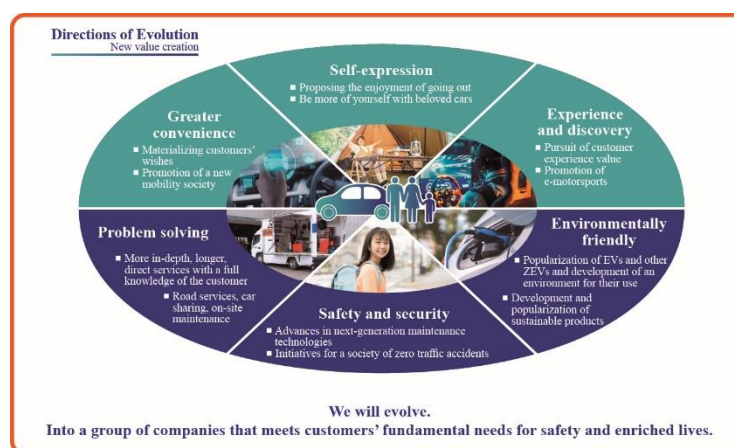 Directions of Evolution
New value creation
Self-expression
■ Proposing the enjoyment of going out
■ Be more of yourself with beloved cars
Greater
convenience
■ Materializing customers'
wishes
■ Promotion of a new
mobility society
Experience
and discovery
■ Pursuit of customer
experience value
■ Promotion of
e-motorsports
Problem solving
■ More in-depth, longer,
direct services with a full
knowledge of the customer
■ Road services, car
sharing, on-site
maintenance
Environmentally
friendly
■ Popularization of EVs and other
ZEVs and development of an
environment for their use
■ Development and
popularization of
sustainable products
Safety and security
■ Advances in next-generation maintenance
technologies
■ Initiatives for a society of zero traffic accidents
We will evolve.
Into a group of companies that meets customers' fundamental needs for safety and enriched lives.